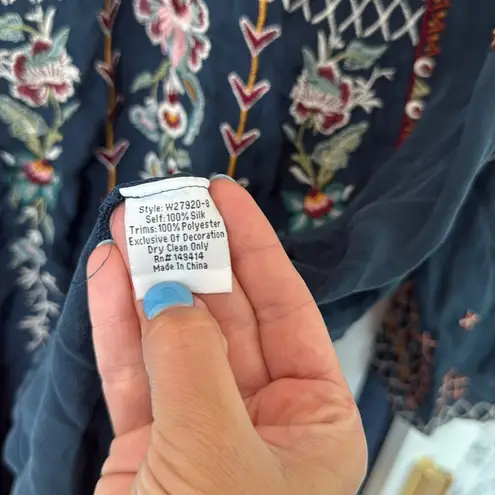 Style: W27920-8
Self: 100% Silk
Trims: 100% Polyester
Exclusive Of Decoration
Dry Clean Only
Rn# 149414
Made In China